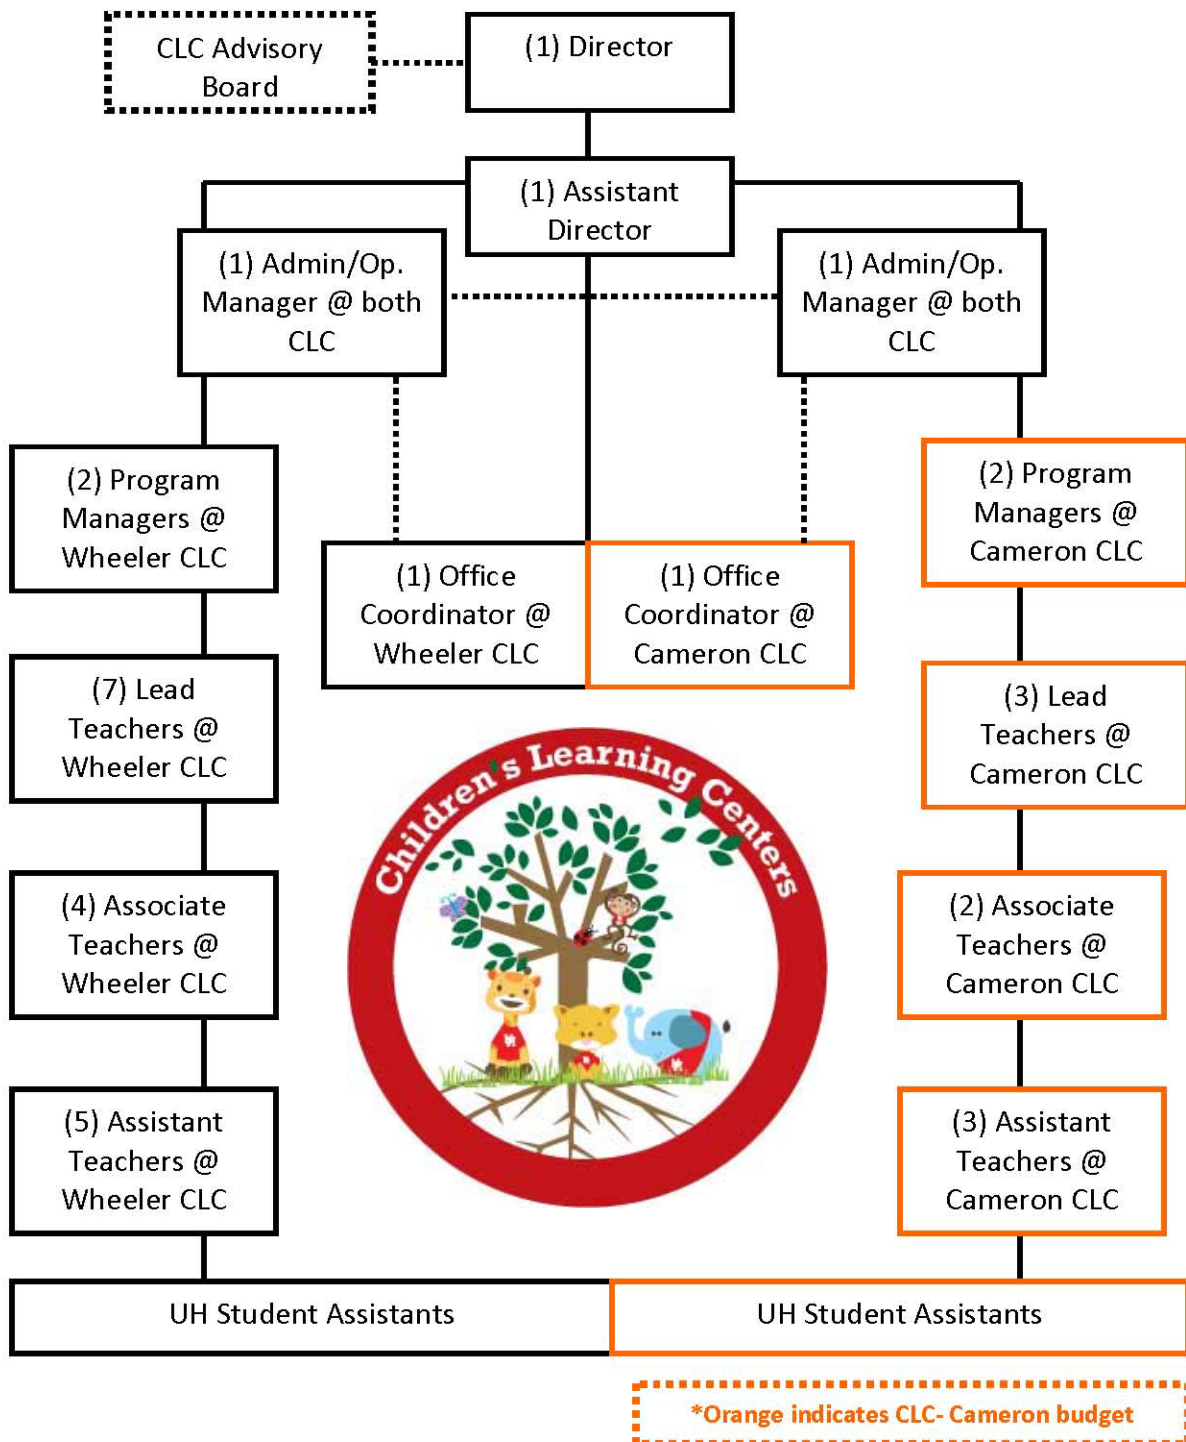 CLC Advisory
Board
(1) Director
(1) Assistant
Director
(1) Admin/Op.
Manager @ both
CLC
(1) Admin/Op.
Manager @ both
CLC
(2) Program
Managers @
Wheeler CLC
(2) Program
Managers @
Cameron CLC
(1) Office
Coordinator @
Wheeler CLC
(1) Office
Coordinator @
Cameron CLC
(7) Lead
Teachers @
Wheeler CLC
(3) Lead
Teachers @
Cameron CLC
Children's Learning Centers
(4) Associate
Teachers @
Wheeler CLC
(2) Associate
Teachers @
Cameron CLC
(5) Assistant
Teachers @
Wheeler CLC
(3) Assistant
Teachers @
Cameron CLC
UH Student Assistants
UH Student Assistants
*Orange indicates CLC- Cameron budget